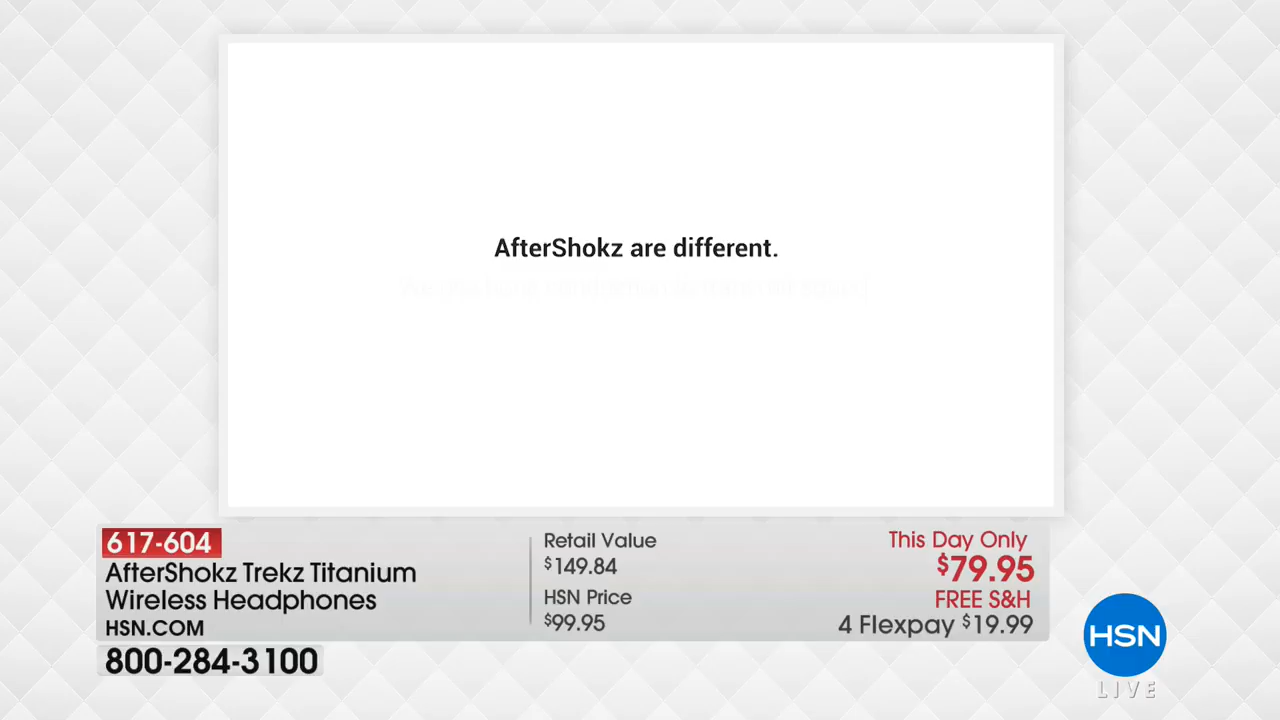 AfterShokz are different.
617-604
AfterShokz Trekz Titanium
Wireless Headphones
HSN.COM
800-284-3100
Retail Value
$149.84
HSN Price
$99.95
This Day Only
$79.95
FREE S&H
4 Flexpay $19.99
HSN
LIVE